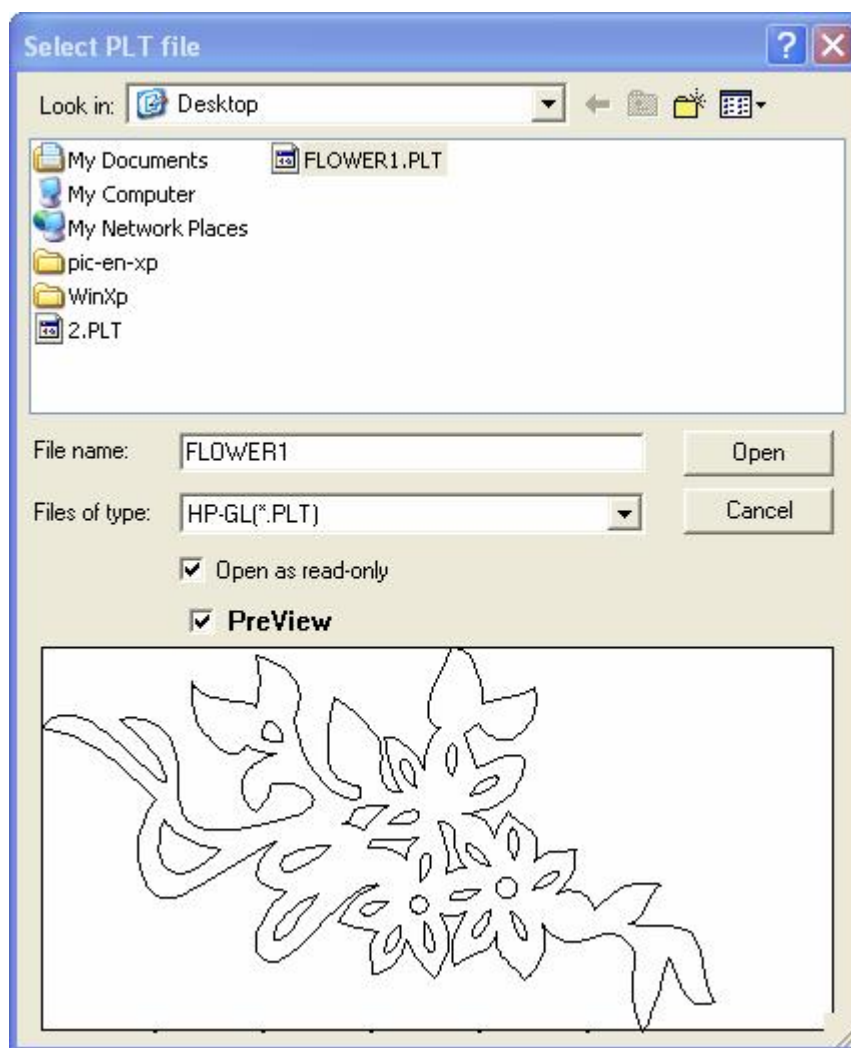 Select PLT file
Look in: Desktop
My Documents FLOWER1.PLT
My Computer
My Network Places
pic-en-xp
WinXp
2.PLT
File name: FLOWER1 Open
Files of type: HP-GL(*.PLT) Cancel
Open as read-only
PreView